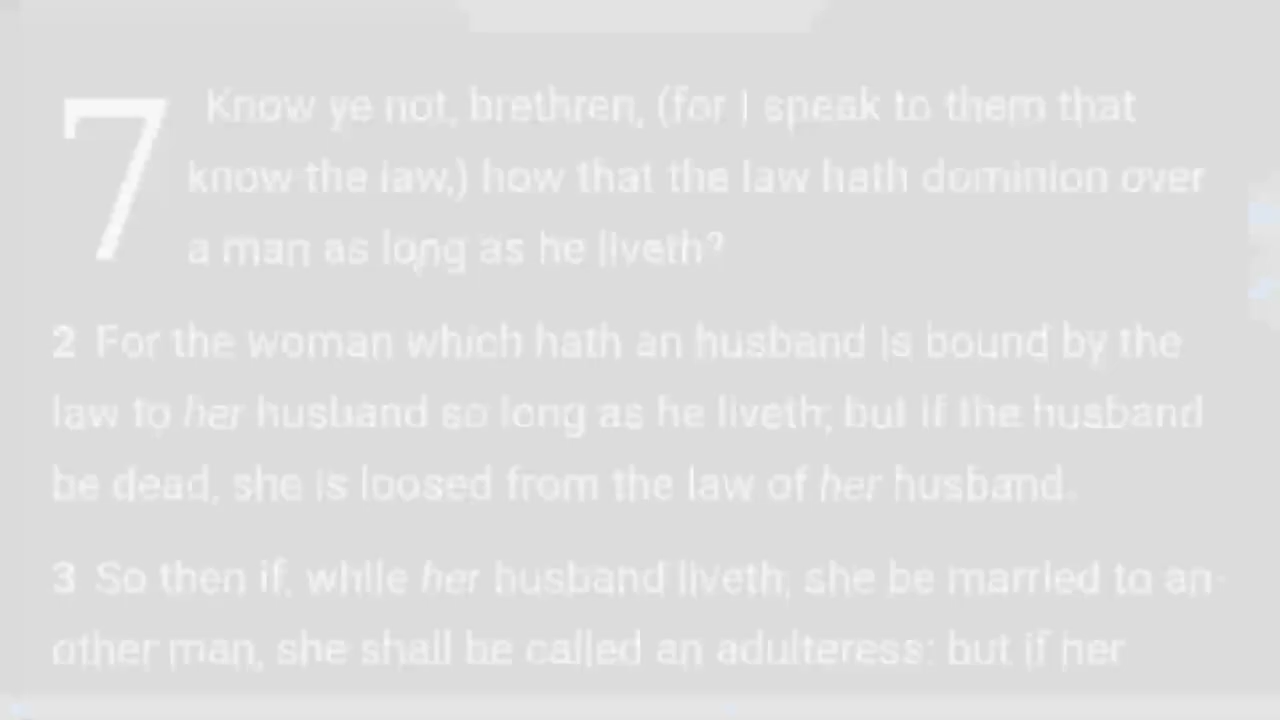 7 Know ye not, brethren, (for I speak to them that
know the law,) how that the law hath dominion over
a man as long as he liveth?
2 For the woman which hath an husband is bound by the
law to her husband so long as he liveth; but if the husband
be dead, she is loosed from the law of her husband.
3 So then if, while her husband liveth, she be married to an-
other man, she shall be called an adulteress: but if her